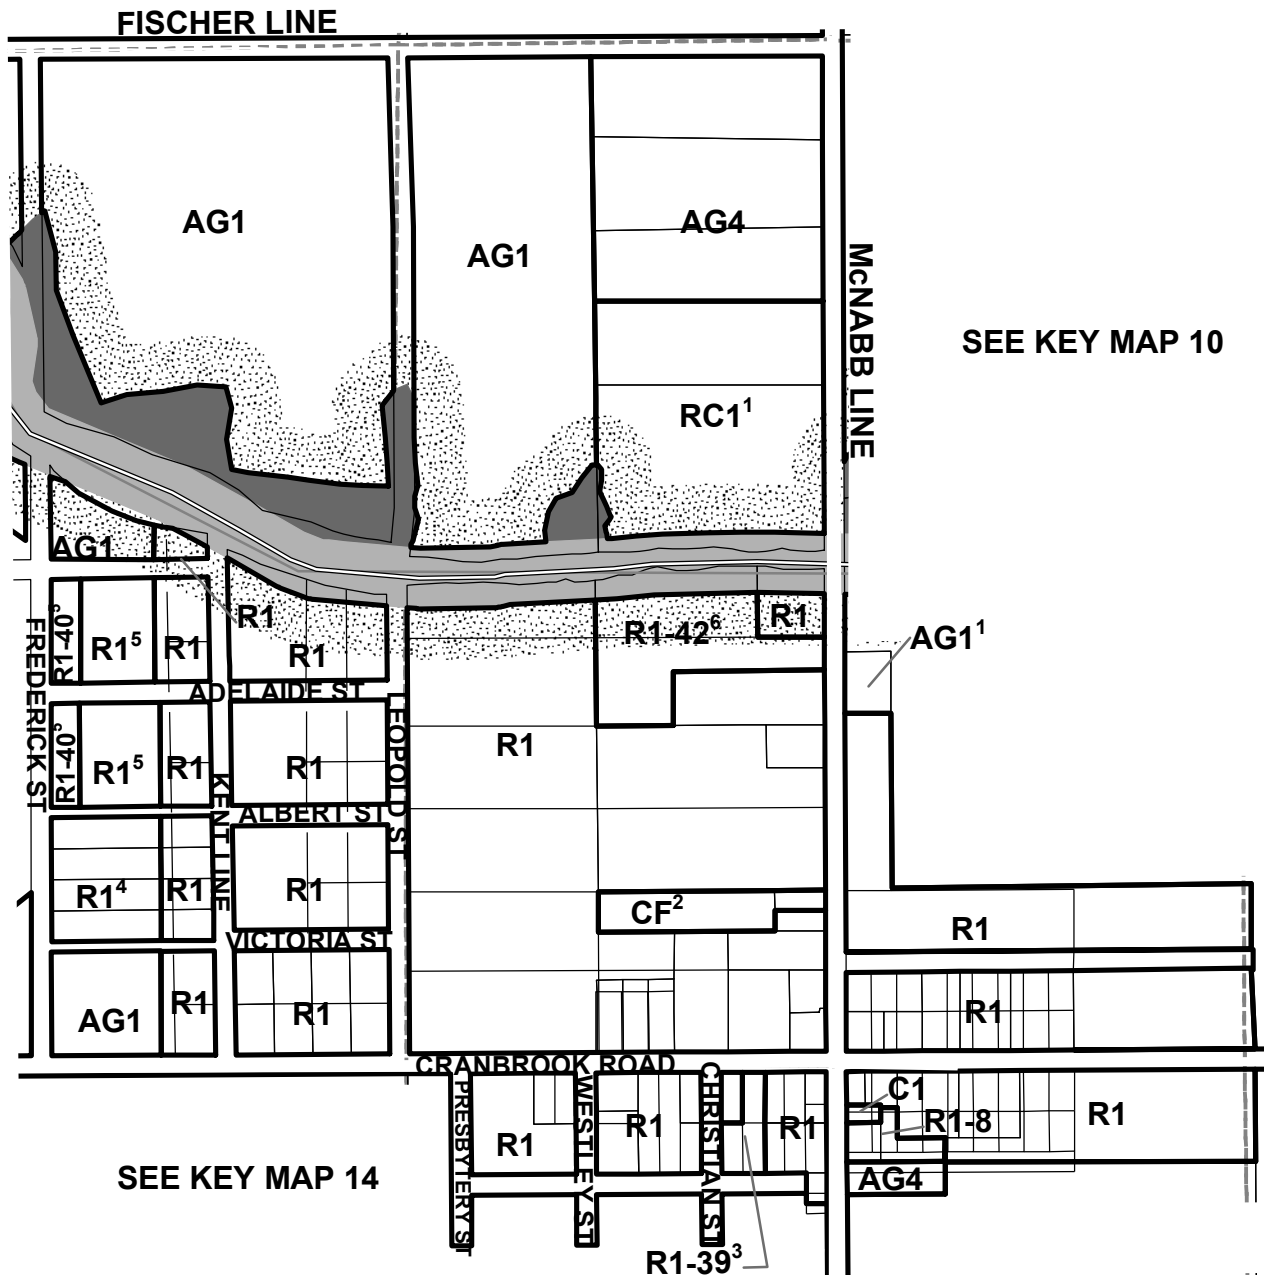 FISCHER LINE
AG1
AG1
AG4
McNABB LINE
SEE KEY MAP 10
RC1¹
AG1
R1
R1
R1-42⁶
R1
AG1¹
FREDERICK ST
R1-40⁵
R1⁵
R1
ADELAIDE ST
LEOPOLD ST
R1-40⁵
R1⁵
R1
R1
R1
KENT LINE
ALBERT ST
R1⁴
R1
R1
CF²
R1
VICTORIA ST
AG1
R1
R1
R1
CRANBROOK ROAD
PRESBYTERY ST
WESTLEY ST
CHRISTIAN ST
R1
R1
R1
C1
R1-8
R1
AG4
SEE KEY MAP 14
R1-39³